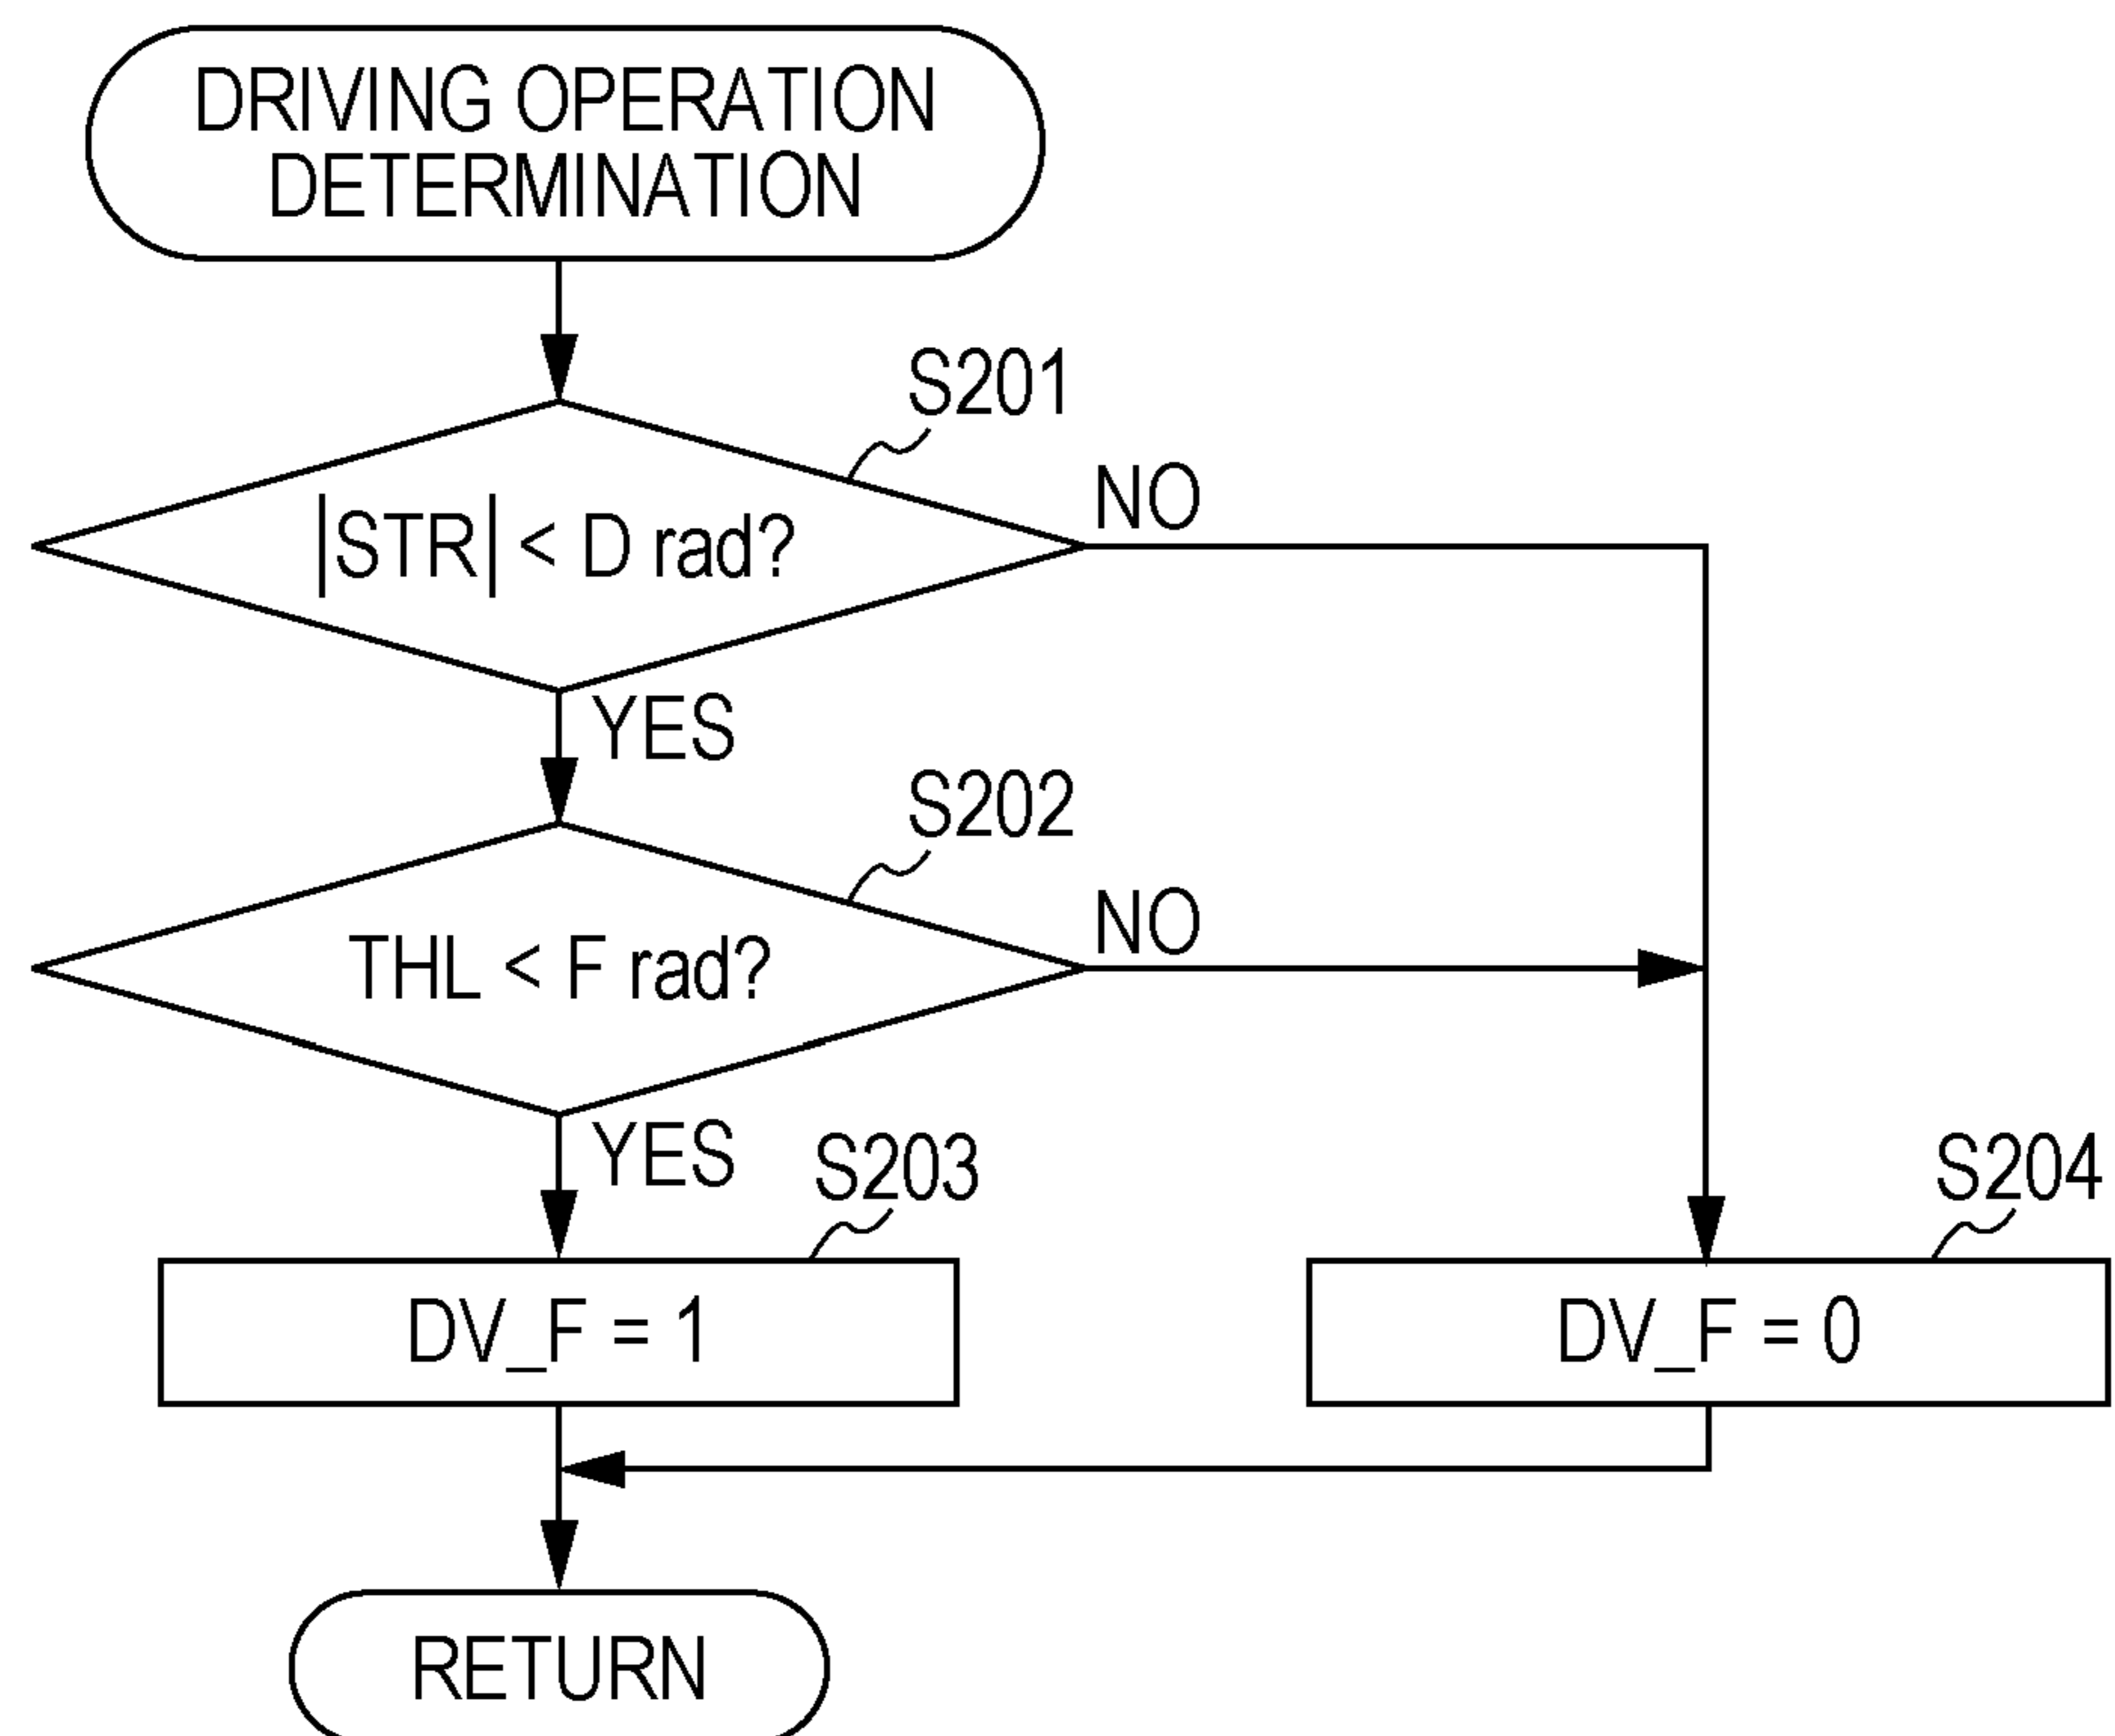 DRIVING OPERATION
DETERMINATION
S201
|STR| < D rad?
NO
YES
S202
THL < F rad?
NO
YES
S203
DV_F = 1
S204
DV_F = 0
RETURN